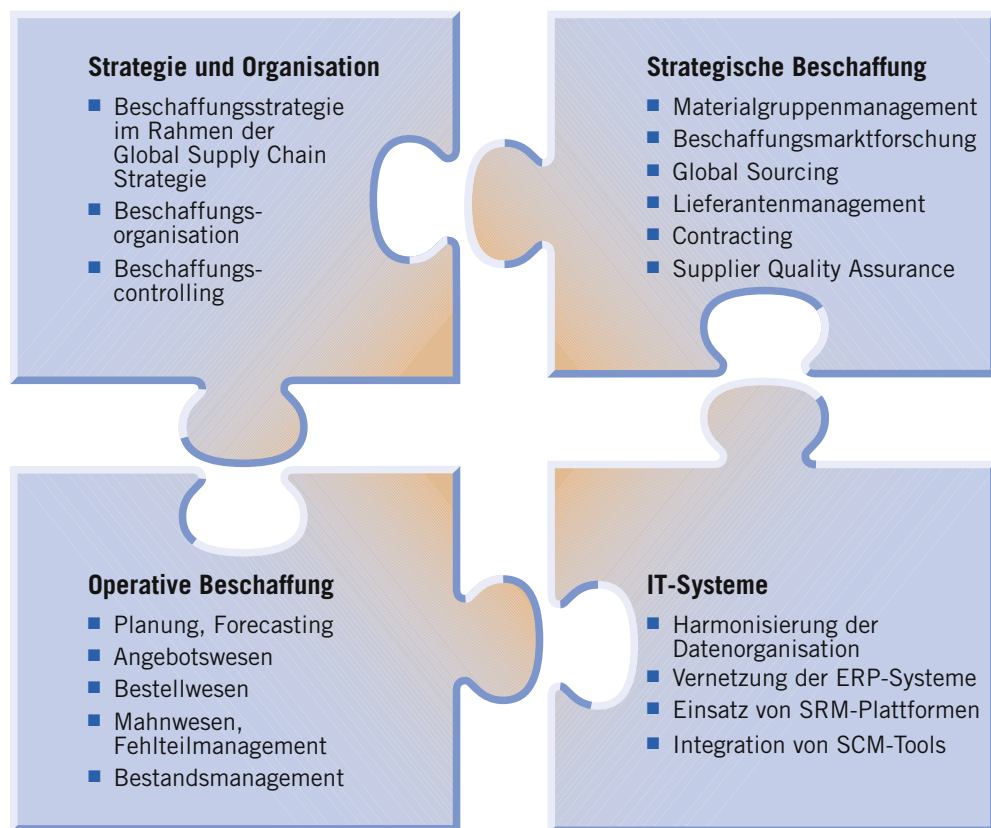 Strategie und Organisation
Beschaffungsstrategie
im Rahmen der
Global Supply Chain
Strategie
Beschaffungs-
organisation
Beschaffungs-
controlling
Strategische Beschaffung
Materialgruppenmanagement
Beschaffungsmarktforschung
Global Sourcing
Lieferantenmanagement
Contracting
Supplier Quality Assurance
Operative Beschaffung
Planung, Forecasting
Angebotswesen
Bestellwesen
Mahnwesen,
Fehlteilmanagement
Bestandsmanagement
IT-Systeme
Harmonisierung der
Datenorganisation
Vernetzung der ERP-Systeme
Einsatz von SRM-Plattformen
Integration von SCM-Tools